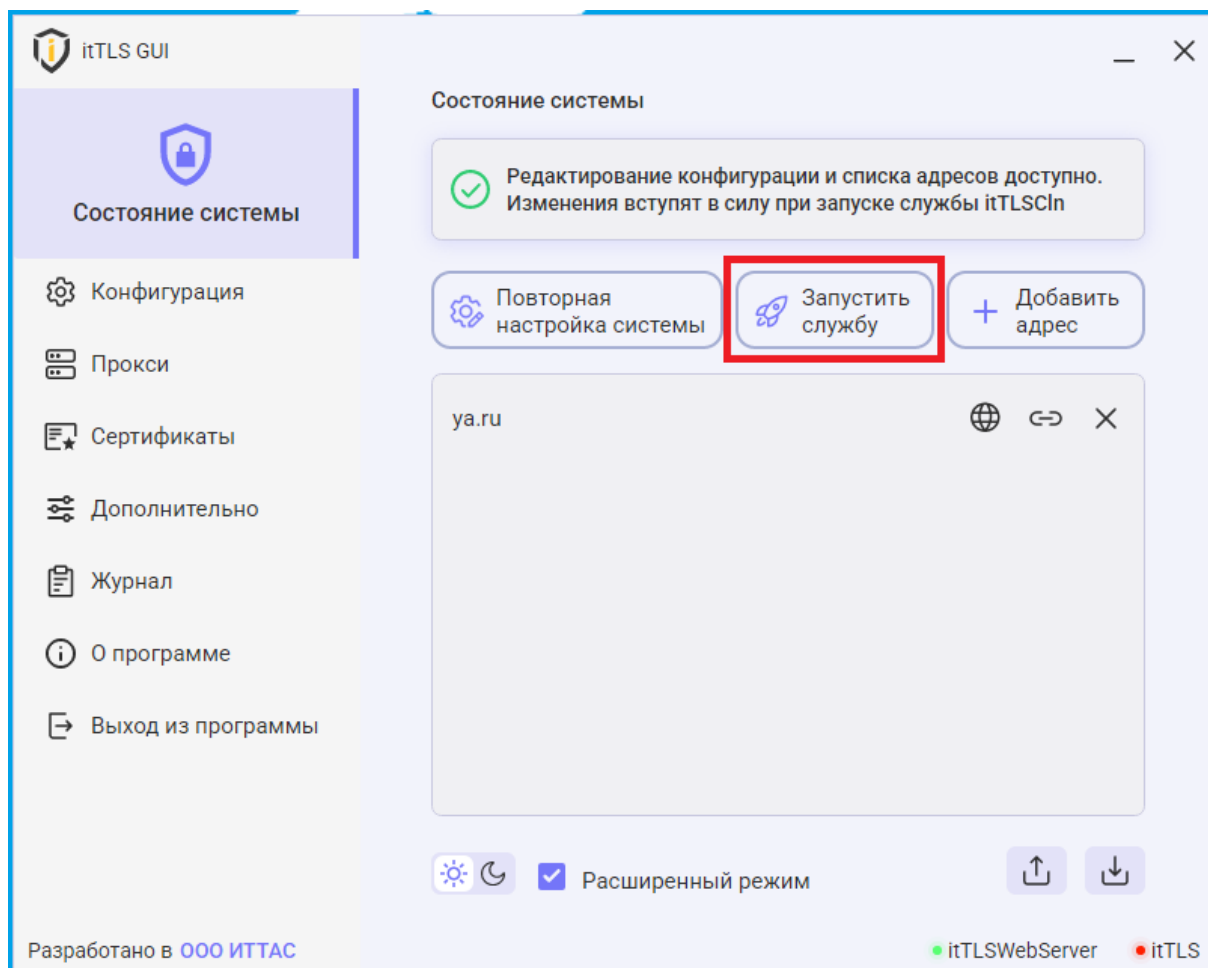 itTLS GUI
Состояние системы
Конфигурация
Прокси
Сертификаты
Дополнительно
Журнал
О программе
Выход из программы
Разработано в ООО ИТТАС
Состояние системы
Редактирование конфигурации и списка адресов доступно.
Изменения вступят в силу при запуске службы itTLSCln
Повторная
настройка системы
Запустить
службу
Добавить
адрес
ya.ru
Расширенный режим
itTLSWebServer
itTLS